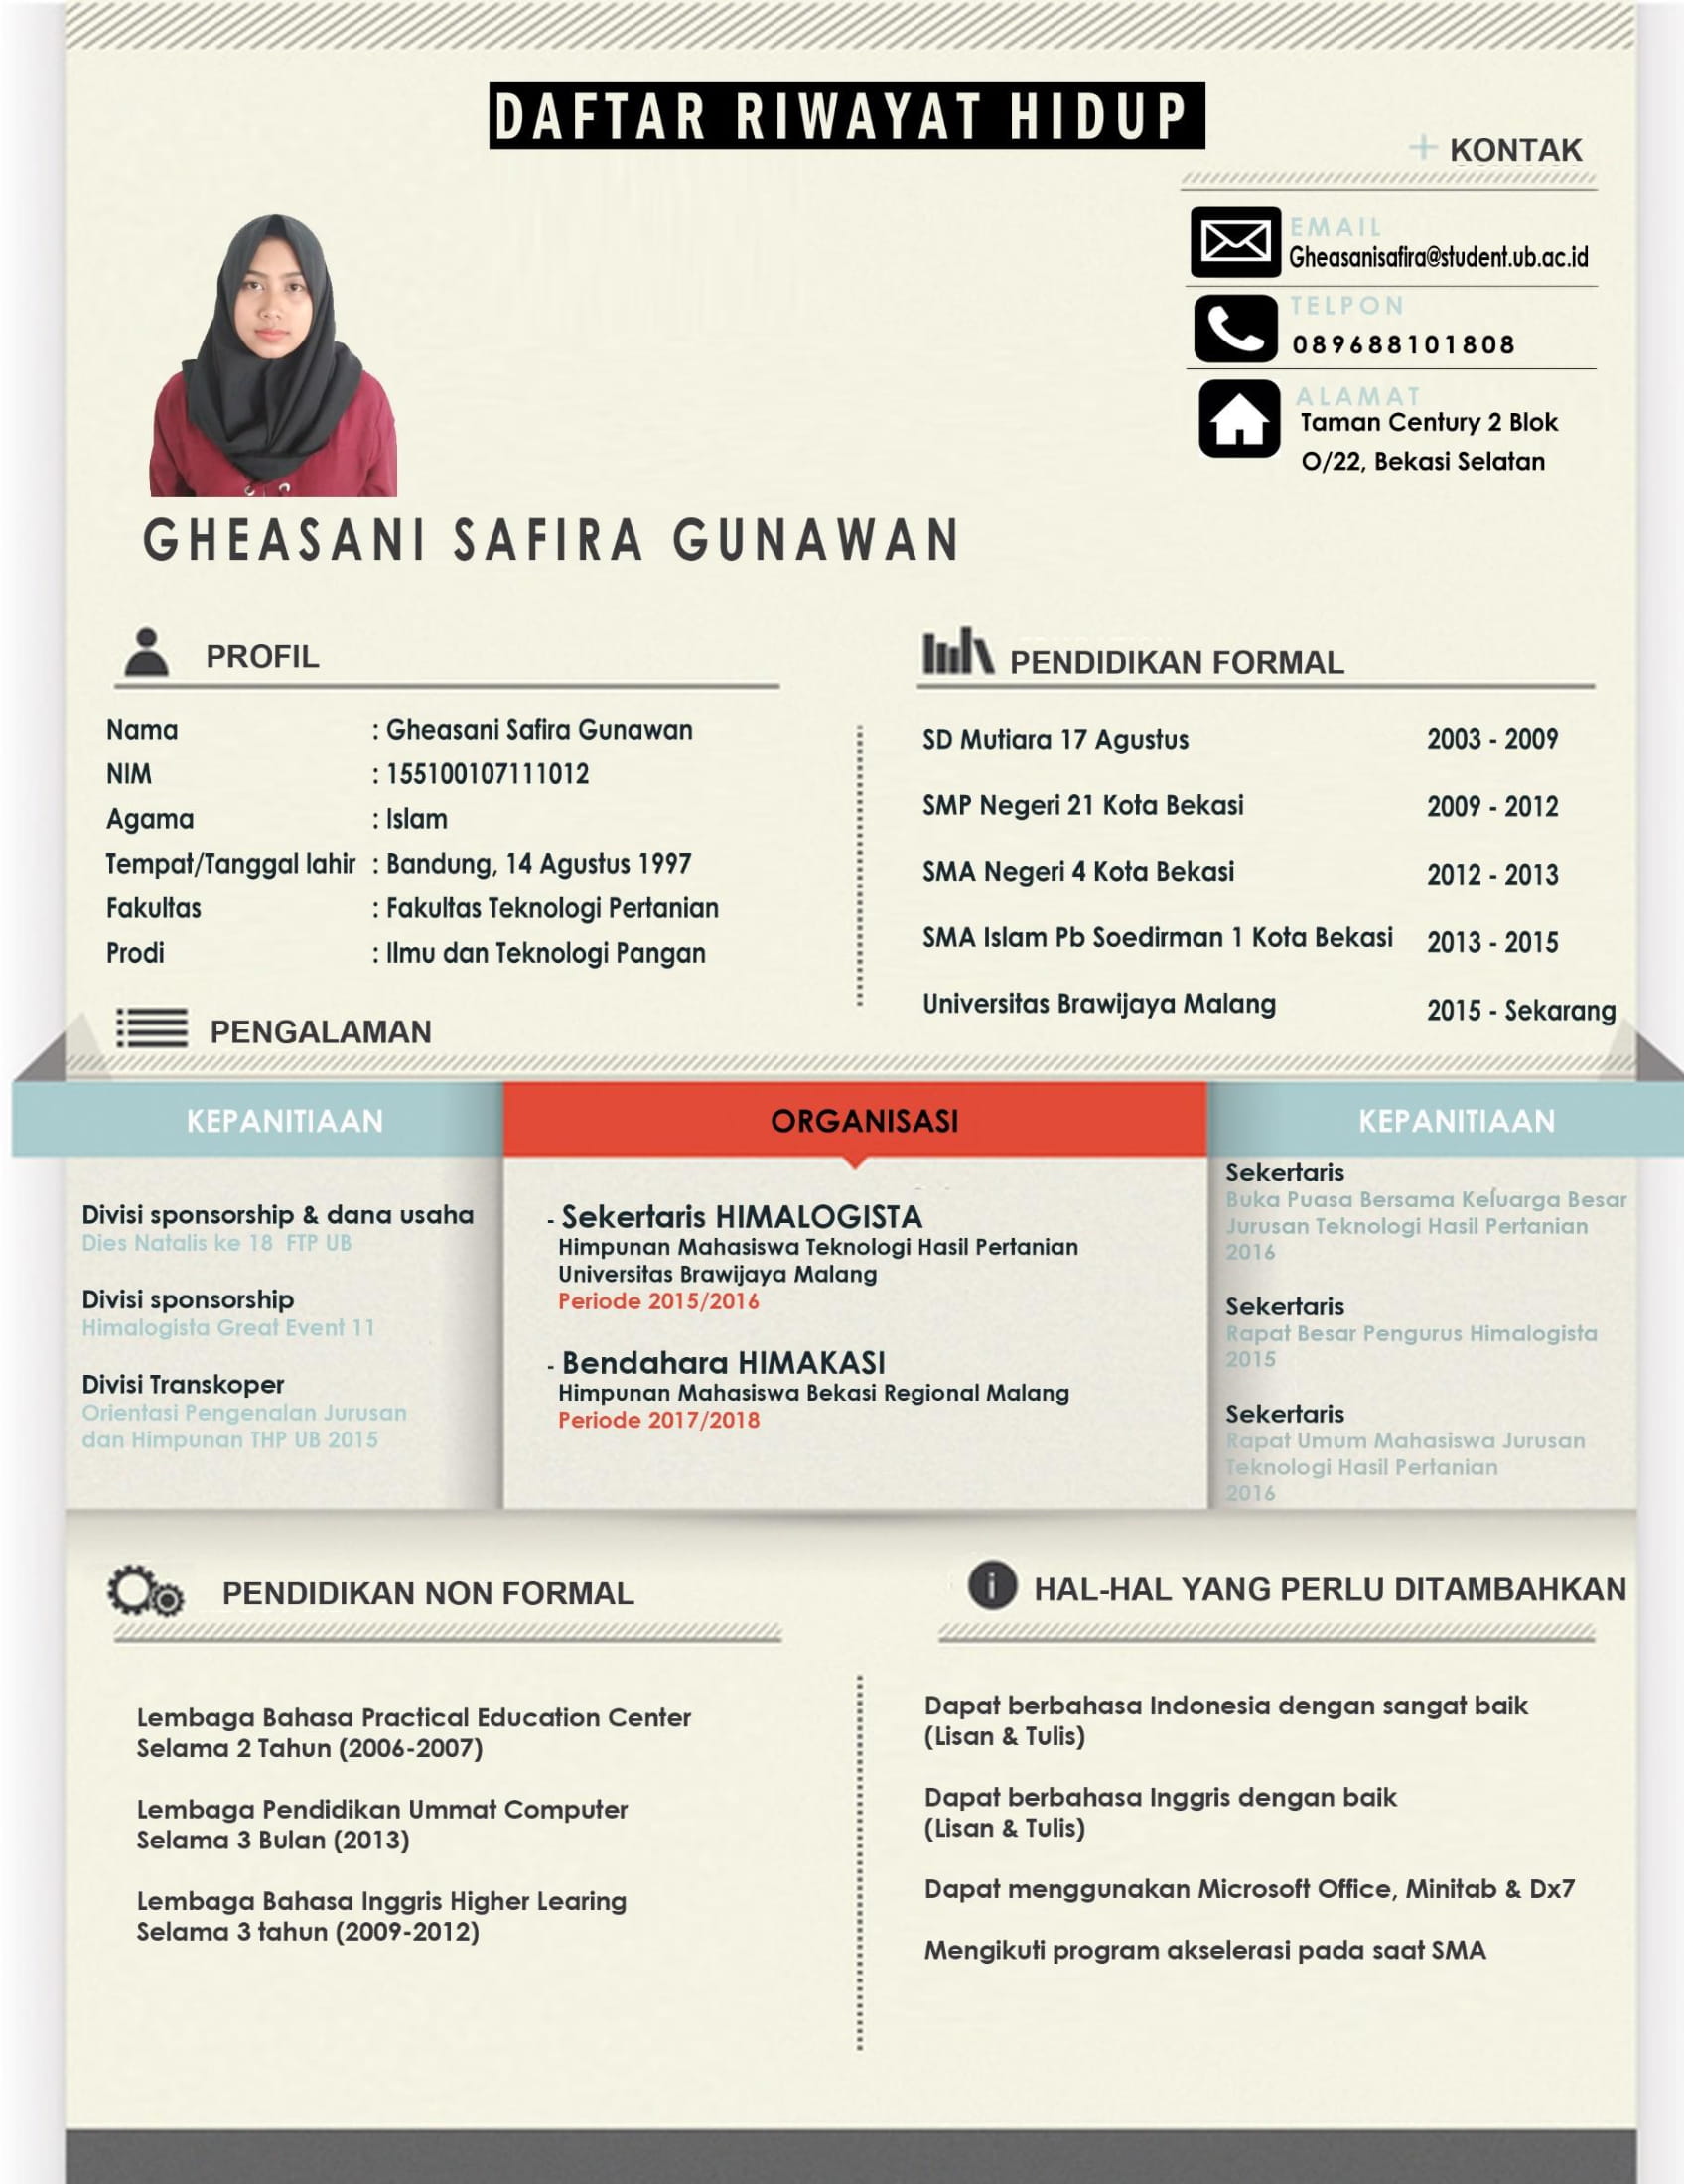 DAFTAR RIWAYAT HIDUP
+ KONTAK
EMAIL
Gheasanisafira@student.ub.ac.id
TELPON
089688101808
ALAMAT
Taman Century 2 Blok
O/22, Bekasi Selatan
GHEASANI SAFIRA GUNAWAN
PROFIL
Nama : Gheasani Safira Gunawan
NIM : 155100107111012
Agama : Islam
Tempat/Tanggal lahir : Bandung, 14 Agustus 1997
Fakultas : Fakultas Teknologi Pertanian
Prodi : Ilmu dan Teknologi Pangan
PENDIDIKAN FORMAL
SD Mutiara 17 Agustus 2003 - 2009
SMP Negeri 21 Kota Bekasi 2009 - 2012
SMA Negeri 4 Kota Bekasi 2012 - 2013
SMA Islam Pb Soedirman 1 Kota Bekasi 2013 - 2015
Universitas Brawijaya Malang 2015 - Sekarang
PENGALAMAN
KEPANITIAAN
Divisi sponsorship & dana usaha
Dies Natalis ke 18 FTP UB
Divisi sponsorship
Himalogista Great Event 11
Divisi Transkoper
Orientasi Pengenalan Jurusan
dan Himpunan THP UB 2015
ORGANISASI
- Sekertaris HIMALOGISTA
Himpunan Mahasiswa Teknologi Hasil Pertanian
Universitas Brawijaya Malang
Periode 2015/2016
- Bendahara HIMAKASI
Himpunan Mahasiswa Bekasi Regional Malang
Periode 2017/2018
KEPANITIAAN
Sekertaris
Buka Puasa Bersama Keluarga Besar
Jurusan Teknologi Hasil Pertanian
2016
Sekertaris
Rapat Besar Pengurus Himalogista
2015
Sekertaris
Rapat Umum Mahasiswa Jurusan
Teknologi Hasil Pertanian
2016
PENDIDIKAN NON FORMAL
Lembaga Bahasa Practical Education Center
Selama 2 Tahun (2006-2007)
Lembaga Pendidikan Ummat Computer
Selama 3 Bulan (2013)
Lembaga Bahasa Inggris Higher Learing
Selama 3 tahun (2009-2012)
HAL-HAL YANG PERLU DITAMBAHKAN
Dapat berbahasa Indonesia dengan sangat baik
(Lisan & Tulis)
Dapat berbahasa Inggris dengan baik
(Lisan & Tulis)
Dapat menggunakan Microsoft Office, Minitab & Dx7
Mengikuti program akselerasi pada saat SMA